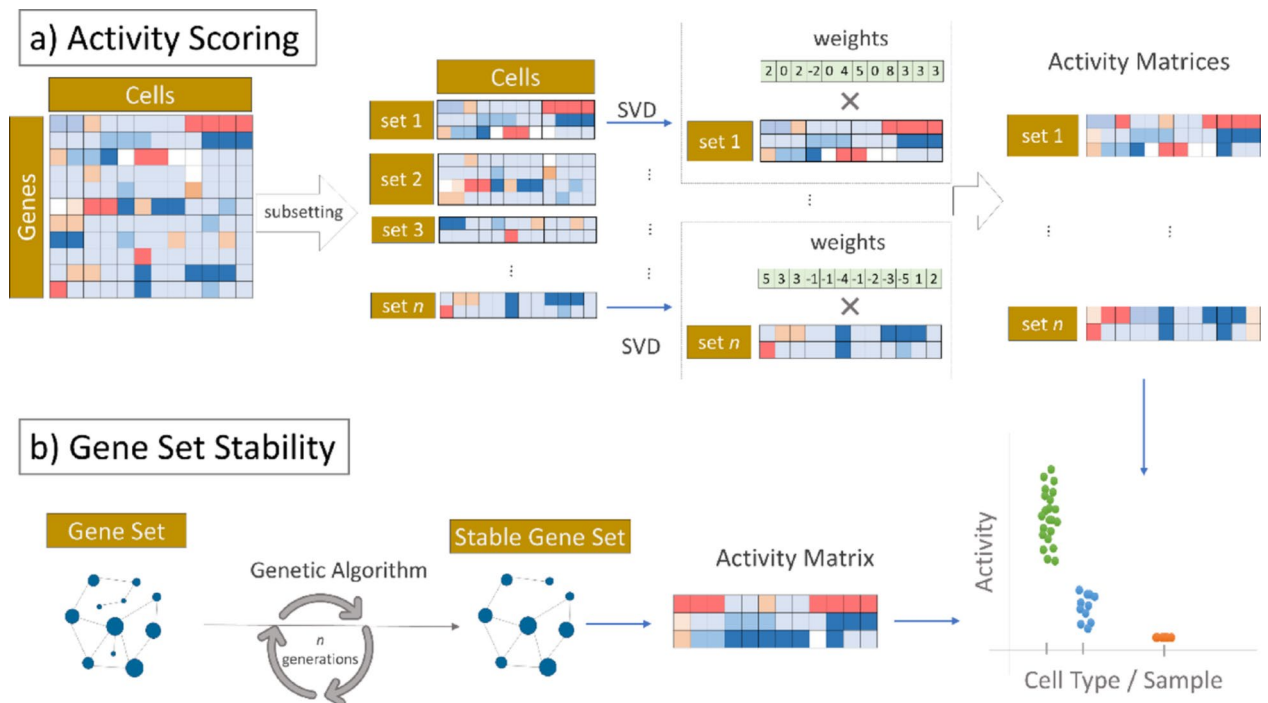 a) Activity Scoring
Cells
Genes
subsetting
Cells
set 1
set 2
set 3
⋮
set n
SVD
⋮
⋮
⋮
SVD
weights
2 0 2 -2 0 4 5 0 8 3 3 3
×
set 1
⋮
weights
5 3 3 -1 -1 -4 -1 -2 -3 -5 1 2
×
set n
Activity Matrices
set 1
⋮ ⋮
set n
b) Gene Set Stability
Gene Set
Genetic Algorithm
n
generations
Stable Gene Set
Activity Matrix
Activity
Cell Type / Sample